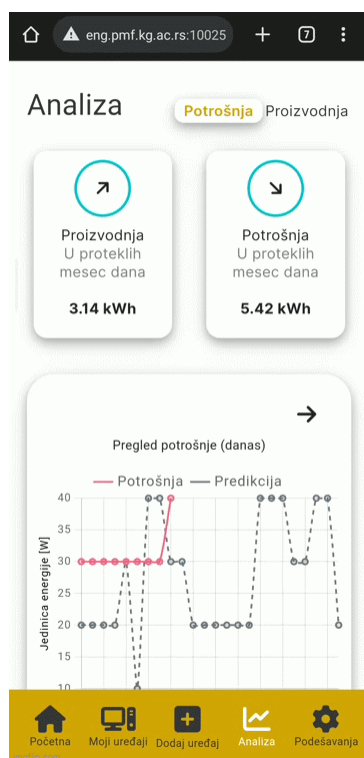 eng.pmf.kg.ac.rs:10025
7
Analiza
Potrošnja Proizvodnja
Proizvodnja
U proteklih
mesec dana
3.14 kWh
Potrošnja
U proteklih
mesec dana
5.42 kWh
Pregled potrošnje (danas)
Potrošnja Predikcija
Jedinica energije [W]
40
35
30
25
20
15
10
Početna Moji uređaji Dodaj uređaj Analiza Podešavanja